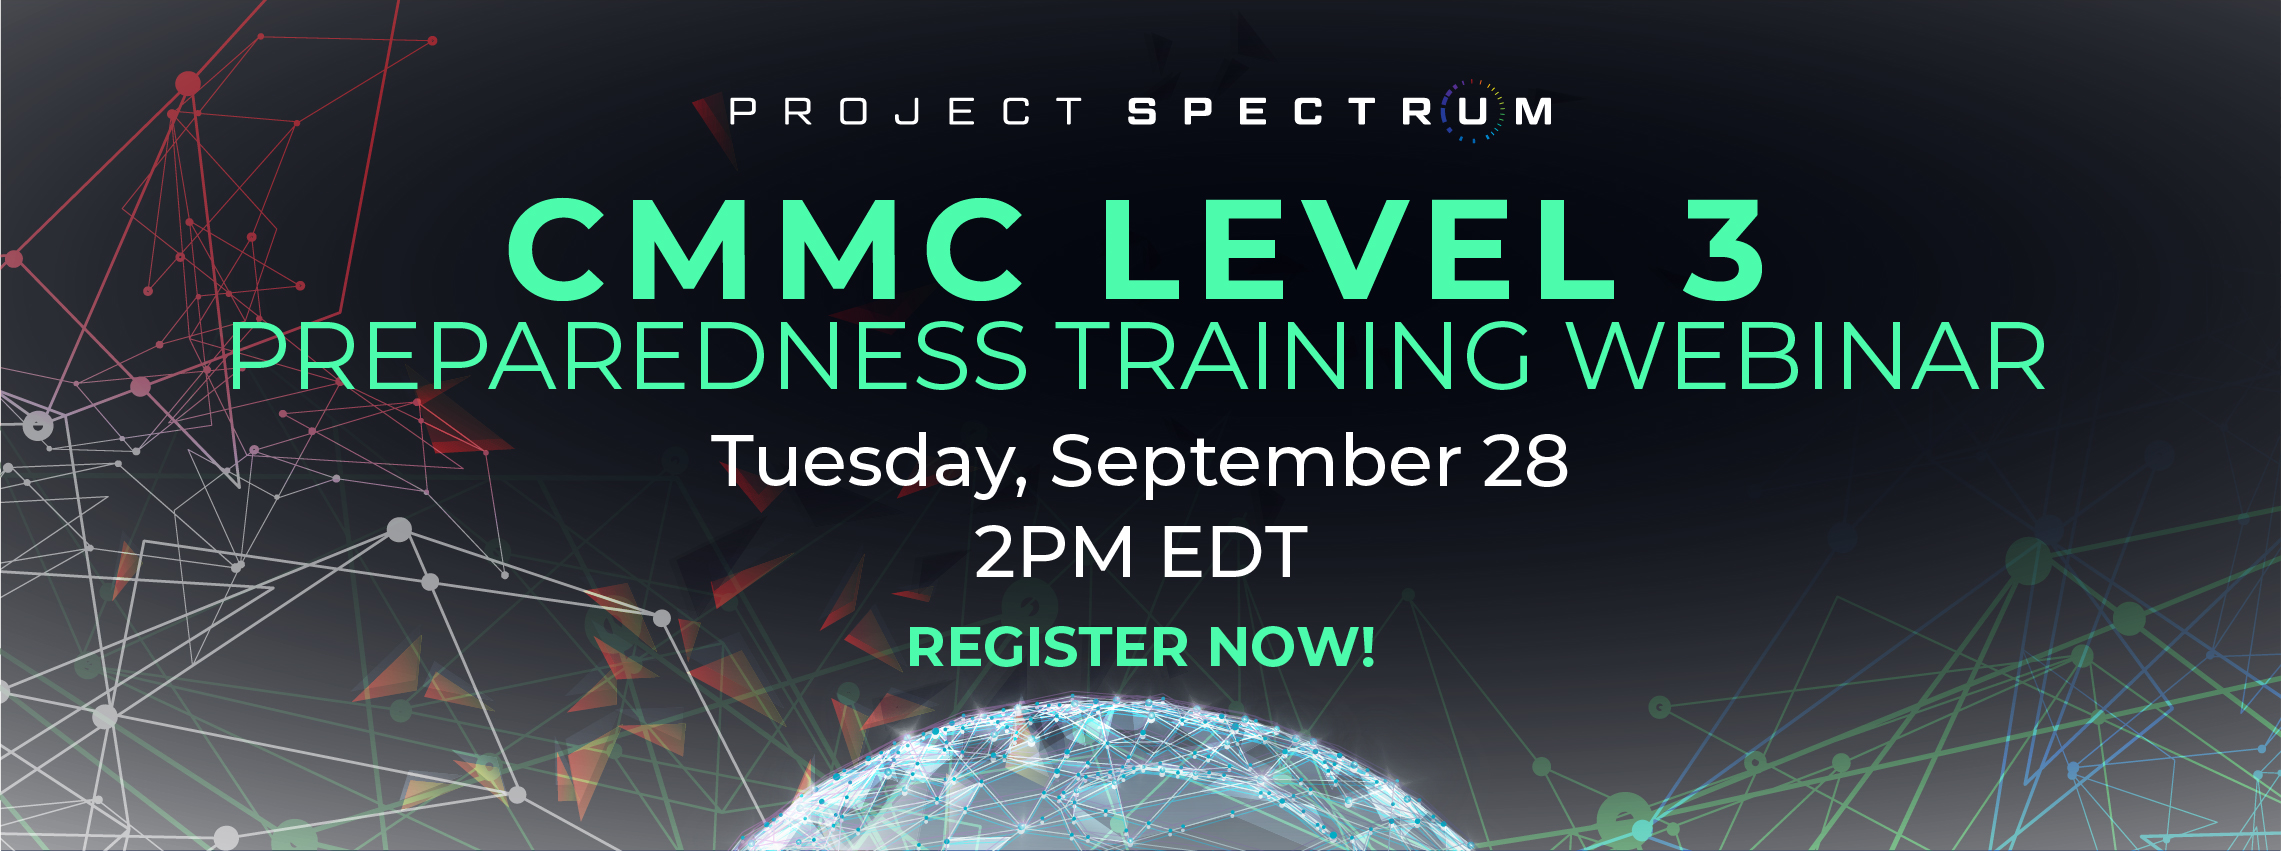 PROJECT SPECTRUM
CMMC LEVEL 3
PREPAREDNESS TRAINING WEBINAR
Tuesday, September 28
2PM EDT
REGISTER NOW!